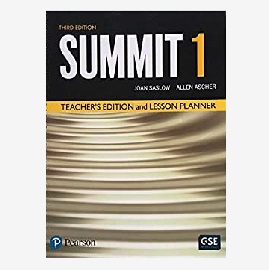 THIRD EDITION
SUMMIT 1
JOAN SASLOW ALLEN ASCHER
TEACHER'S EDITION and LESSON PLANNER
Pearson
GSE